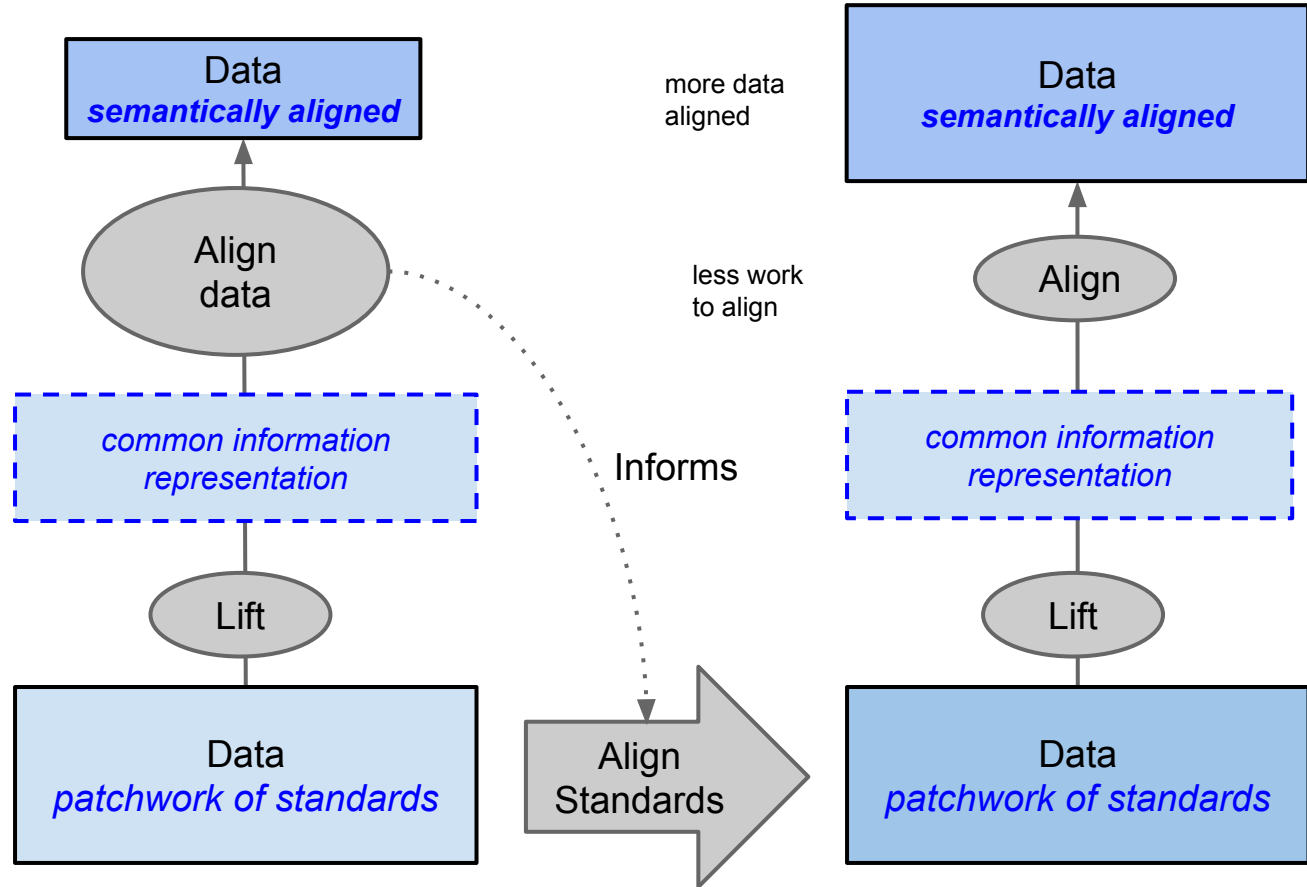 Data
semantically aligned
Align
data
common information
representation
Lift
Data
patchwork of standards
Informs
Align
Standards
more data
aligned
less work
to align
Data
semantically aligned
Align
common information
representation
Lift
Data
patchwork of standards